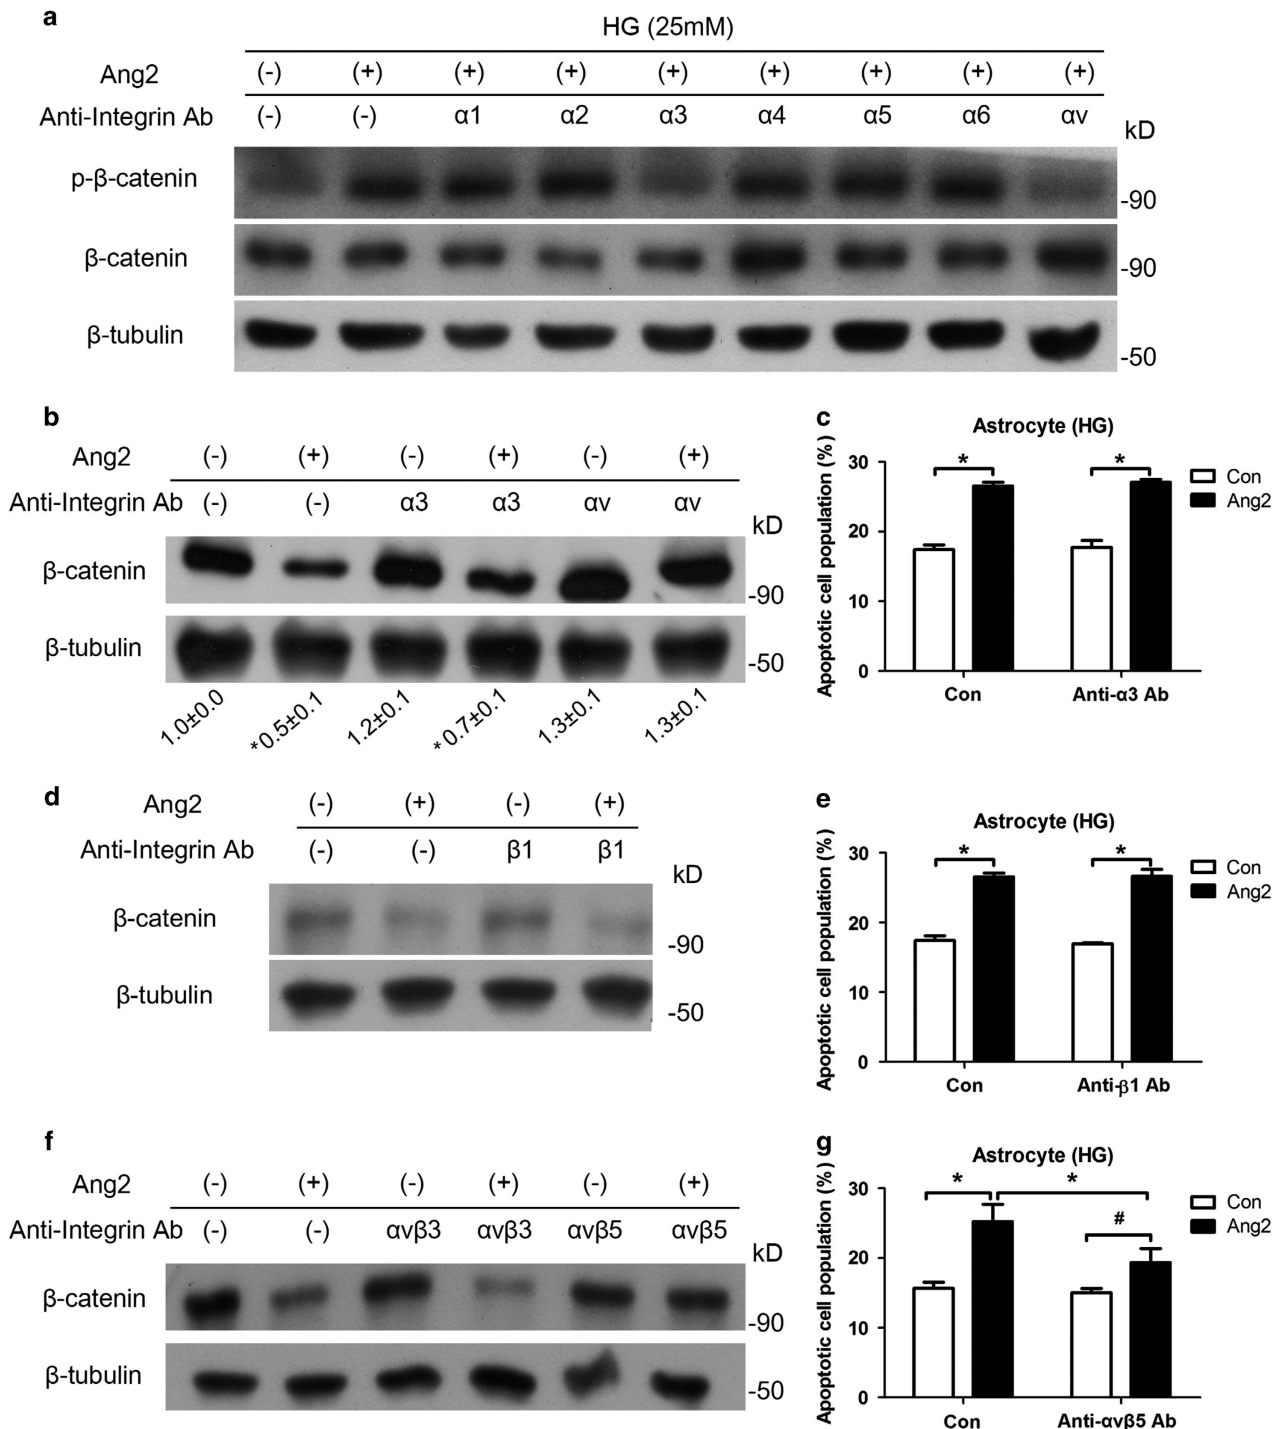 a
HG (25mM)
Ang2 (-) (+) (+) (+) (+) (+) (+) (+) (+)
Anti-Integrin Ab (-) (-) α1 α2 α3 α4 α5 α6 αv
kD
p-β-catenin
-90
β-catenin
-90
β-tubulin
-50
b
Ang2 (-) (+) (-) (+) (-) (+)
Anti-Integrin Ab (-) (-) α3 α3 αv αv
kD
β-catenin
-90
β-tubulin
-50
1.0±0.0 *0.5±0.1 1.2±0.1 *0.7±0.1 1.3±0.1 1.3±0.1
c
Astrocyte (HG)
Apoptotic cell population (%)
30
20
10
0
* *
Con
Ang2
Con Anti-α3 Ab
d
Ang2 (-) (+) (-) (+)
Anti-Integrin Ab (-) (-) β1 β1
kD
β-catenin
-90
β-tubulin
-50
e
Astrocyte (HG)
Apoptotic cell population (%)
30
20
10
0
* *
Con
Ang2
Con Anti-β1 Ab
f
Ang2 (-) (+) (-) (+) (-) (+)
Anti-Integrin Ab (-) (-) αvβ3 αvβ3 αvβ5 αvβ5
kD
β-catenin
-90
β-tubulin
-50
g
Astrocyte (HG)
Apoptotic cell population (%)
30
20
10
0
* *
#
Con
Ang2
Con Anti-αvβ5 Ab